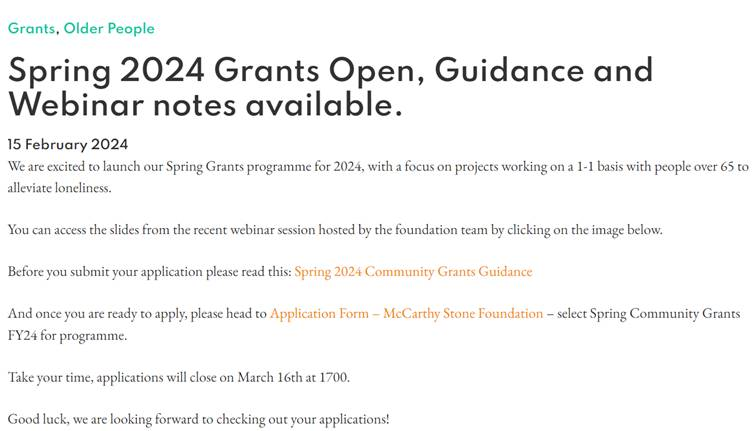 Grants, Older People
Spring 2024 Grants Open, Guidance and
Webinar notes available.
15 February 2024
We are excited to launch our Spring Grants programme for 2024, with a focus on projects working on a 1-1 basis with people over 65 to
alleviate loneliness.
You can access the slides from the recent webinar session hosted by the foundation team by clicking on the image below.
Before you submit your application please read this: Spring 2024 Community Grants Guidance
And once you are ready to apply, please head to Application Form – McCarthy Stone Foundation – select Spring Community Grants
FY24 for programme.
Take your time, applications will close on March 16th at 1700.
Good luck, we are looking forward to checking out your applications!